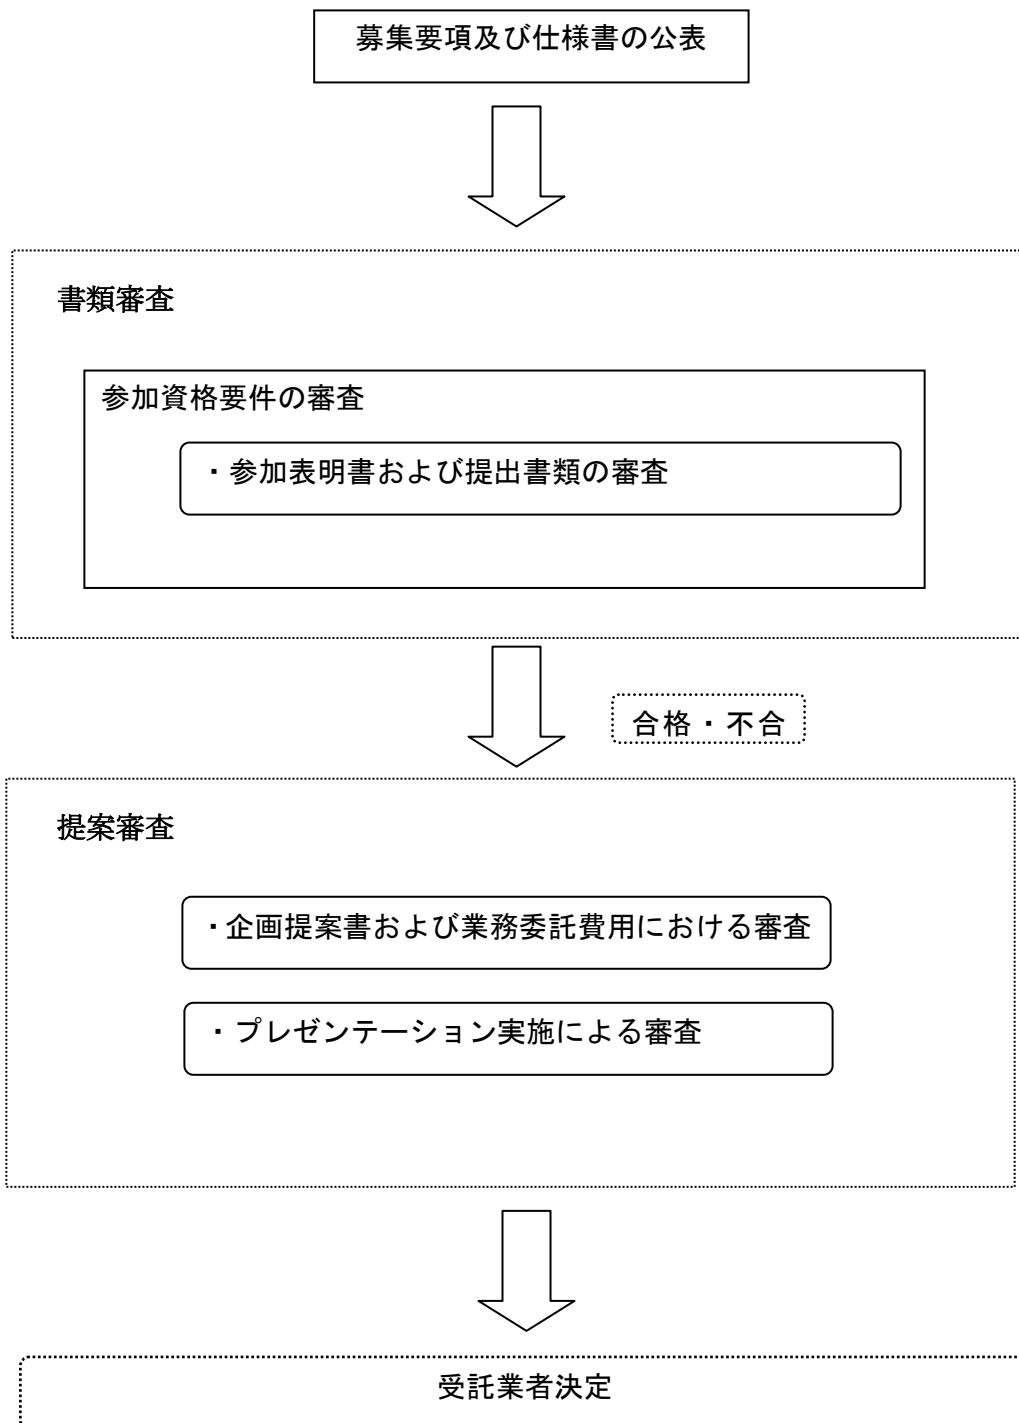 募集要項及び仕様書の公表
書類審査
参加資格要件の審査
・参加表明書および提出書類の審査
合格・不合
提案審査
・企画提案書および業務委託費用における審査
・プレゼンテーション実施による審査
受託業者決定